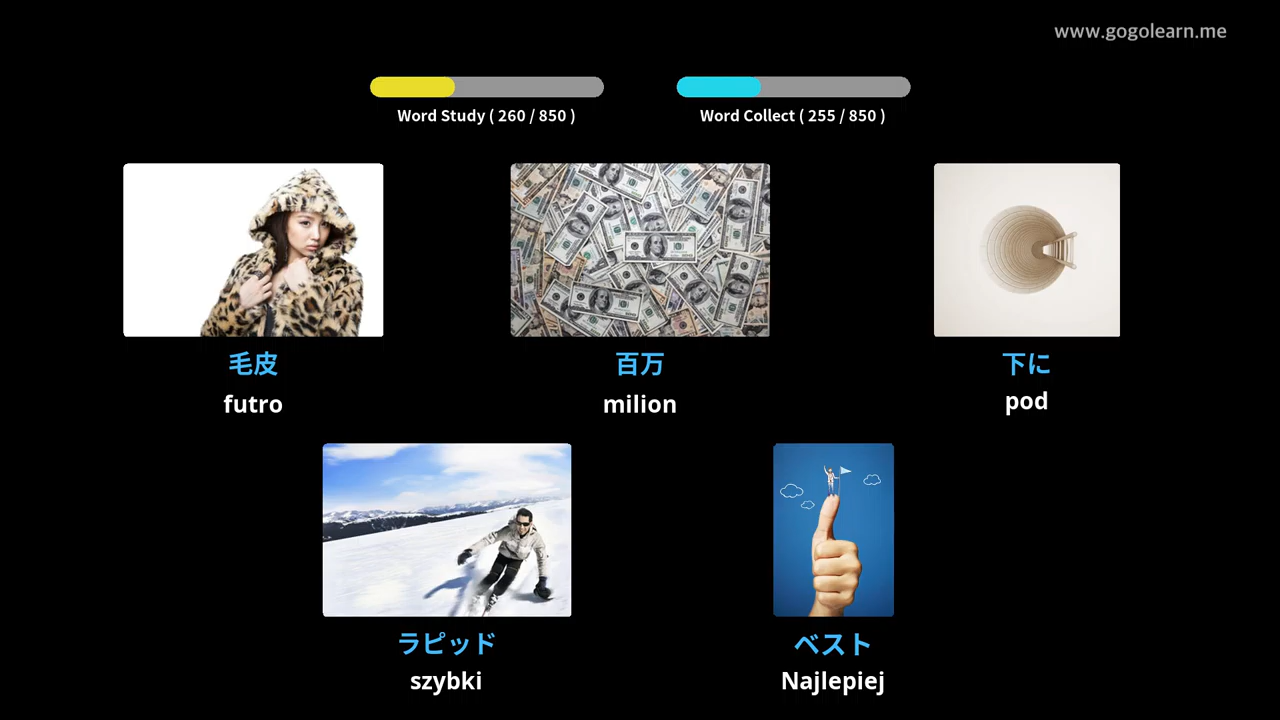 www.gogolearn.me
Word Study ( 260 / 850 )
Word Collect ( 255 / 850 )
毛皮
futro
百万
milion
下に
pod
ラピッド
szybki
ベスト
Najlepiej